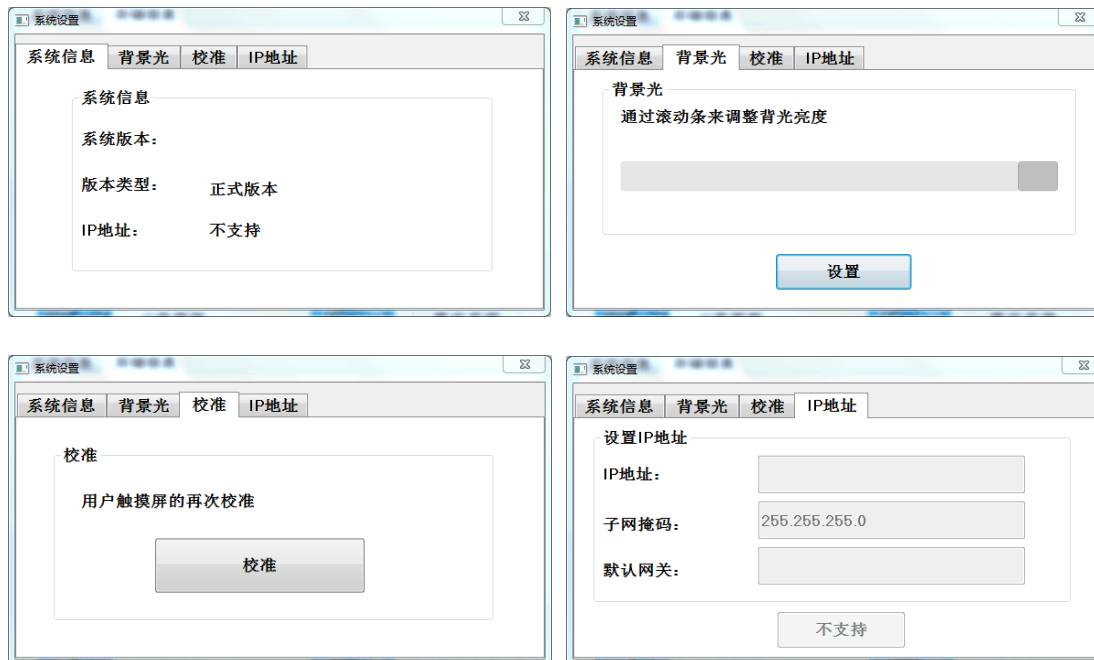 系统设置
系统信息 背景光 校准 IP地址
系统信息
系统版本：
版本类型： 正式版本
IP地址： 不支持
系统设置
系统信息 背景光 校准 IP地址
背景光
通过滚动条来调整背光亮度
设置
系统设置
系统信息 背景光 校准 IP地址
校准
用户触摸屏的再次校准
校准
系统设置
系统信息 背景光 校准 IP地址
设置IP地址
IP地址：
子网掩码： 255.255.255.0
默认网关：
不支持